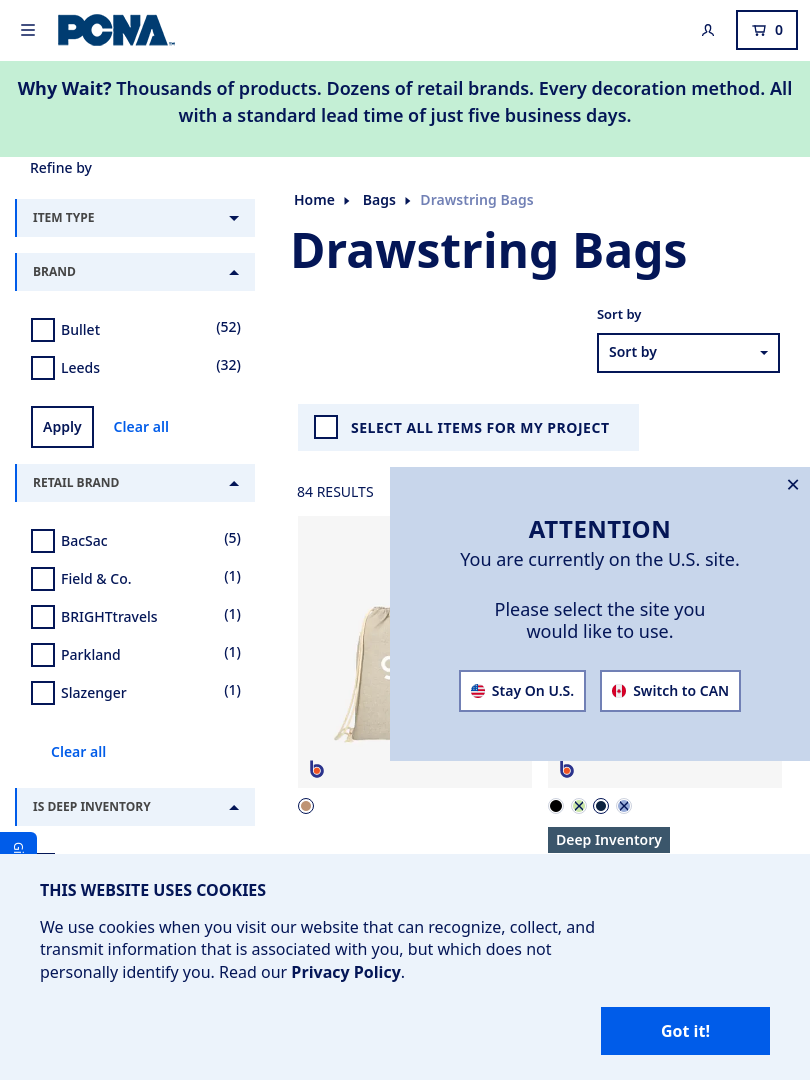 PCNA
0
Why Wait? Thousands of products. Dozens of retail brands. Every decoration method. All
with a standard lead time of just five business days.
Refine by
ITEM TYPE
BRAND
Bullet (52)
Leeds (32)
Apply Clear all
RETAIL BRAND
BacSac (5)
Field & Co. (1)
BRIGHTtravels (1)
Parkland (1)
Slazenger (1)
Clear all
IS DEEP INVENTORY
Home Bags Drawstring Bags
Drawstring Bags
Sort by
Sort by
SELECT ALL ITEMS FOR MY PROJECT
84 RESULTS
ATTENTION
You are currently on the U.S. site.
Please select the site you
would like to use.
Stay On U.S. Switch to CAN
b
b
Deep Inventory
THIS WEBSITE USES COOKIES
We use cookies when you visit our website that can recognize, collect, and
transmit information that is associated with you, but which does not
personally identify you. Read our Privacy Policy.
Got it!